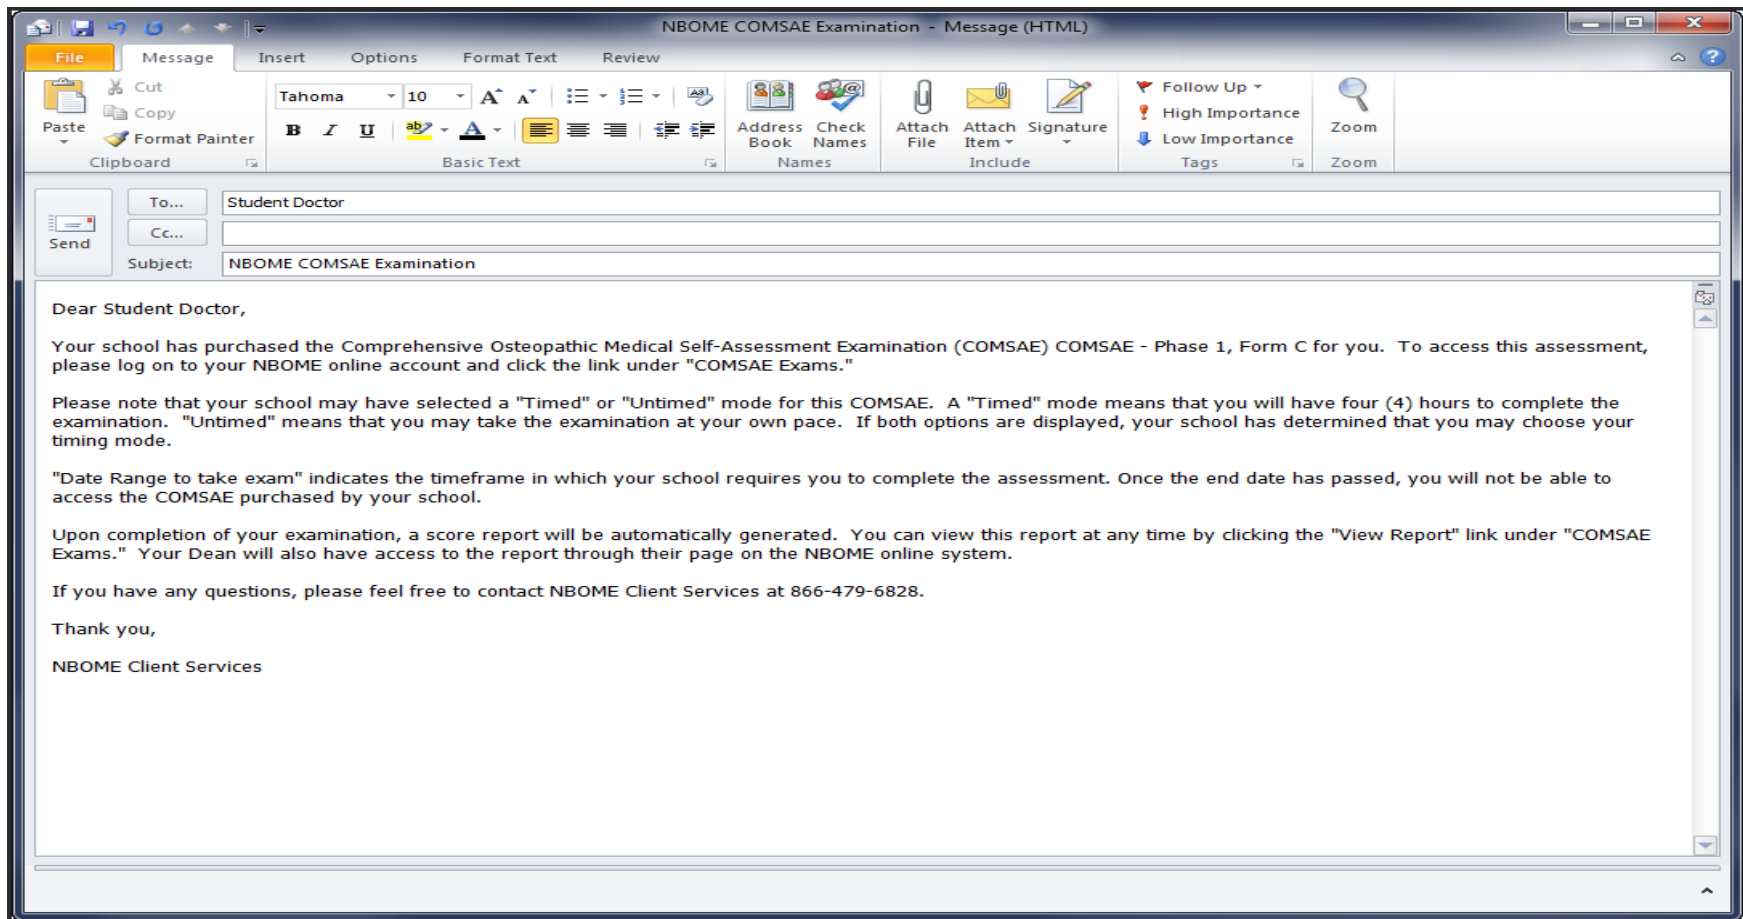 NBOME COMSAE Examination - Message (HTML)
File Message Insert Options Format Text Review
Cut
Copy
Format Painter
Paste
Clipboard
Tahoma 10
B I U
Basic Text
Address Book
Check Names
Names
Attach File
Attach Item
Signature
Include
Follow Up
High Importance
Low Importance
Tags
Zoom
Zoom
Send
To... Student Doctor
Cc...
Subject: NBOME COMSAE Examination
Dear Student Doctor,
Your school has purchased the Comprehensive Osteopathic Medical Self-Assessment Examination (COMSAE) COMSAE - Phase 1, Form C for you.  To access this assessment,
please log on to your NBOME online account and click the link under "COMSAE Exams."
Please note that your school may have selected a "Timed" or "Untimed" mode for this COMSAE.  A "Timed" mode means that you will have four (4) hours to complete the
examination.  "Untimed" means that you may take the examination at your own pace.  If both options are displayed, your school has determined that you may choose your
timing mode.
"Date Range to take exam" indicates the timeframe in which your school requires you to complete the assessment. Once the end date has passed, you will not be able to
access the COMSAE purchased by your school.
Upon completion of your examination, a score report will be automatically generated.  You can view this report at any time by clicking the "View Report" link under "COMSAE
Exams."  Your Dean will also have access to the report through their page on the NBOME online system.
If you have any questions, please feel free to contact NBOME Client Services at 866-479-6828.
Thank you,
NBOME Client Services